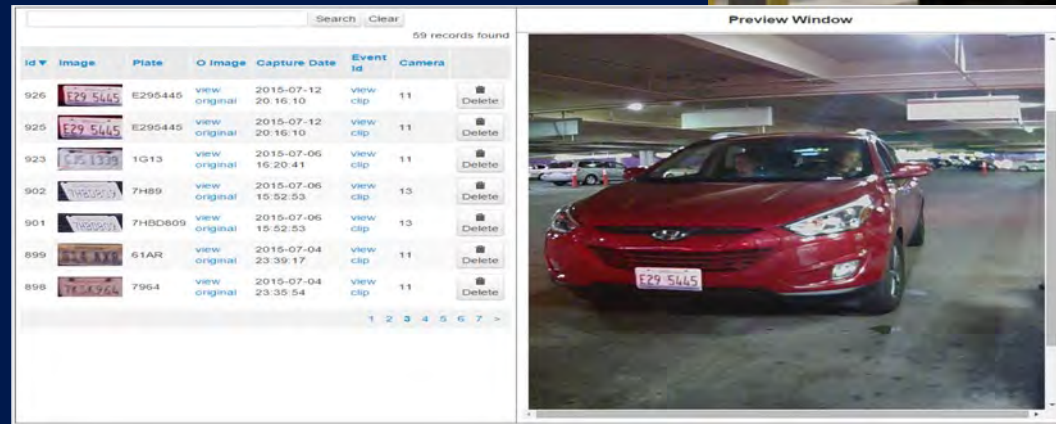 Search Clear
59 records found
Id ▼ Image Plate O Image Capture Date Event Id Camera
926 E29 5445 E295445 view original 2015-07-12 20:16:10 view clip 11 Delete
925 E29 5445 E295445 view original 2015-07-12 20:16:10 view clip 11 Delete
923 1G13 view original 2015-07-06 16:20:41 view clip 11 Delete
902 7HBD809 7H89 view original 2015-07-06 15:52:53 view clip 13 Delete
901 7HBD809 7HBD809 view original 2015-07-06 15:52:53 view clip 13 Delete
899 61AR view original 2015-07-04 23:39:17 view clip 11 Delete
898 7964 view original 2015-07-04 23:35:54 view clip 11 Delete
1 2 3 4 5 6 7 >
Preview Window
E29 5445